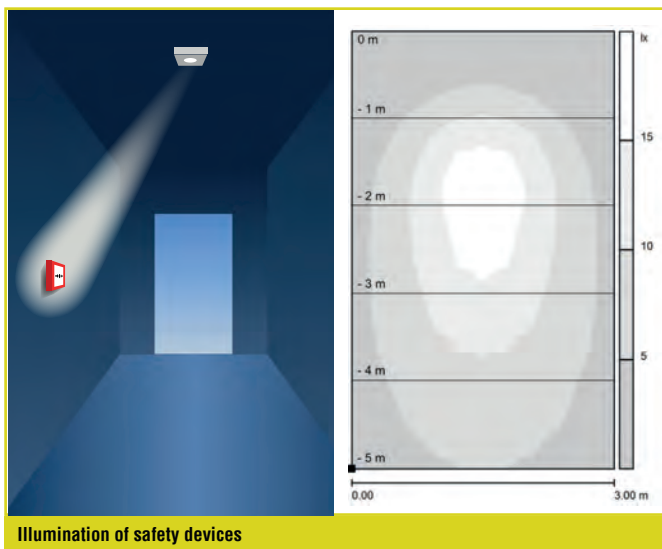 0 m
lx
- 1 m
15
- 2 m
10
- 3 m
5
- 4 m
- 5 m
0.00
3.00 m
Illumination of safety devices